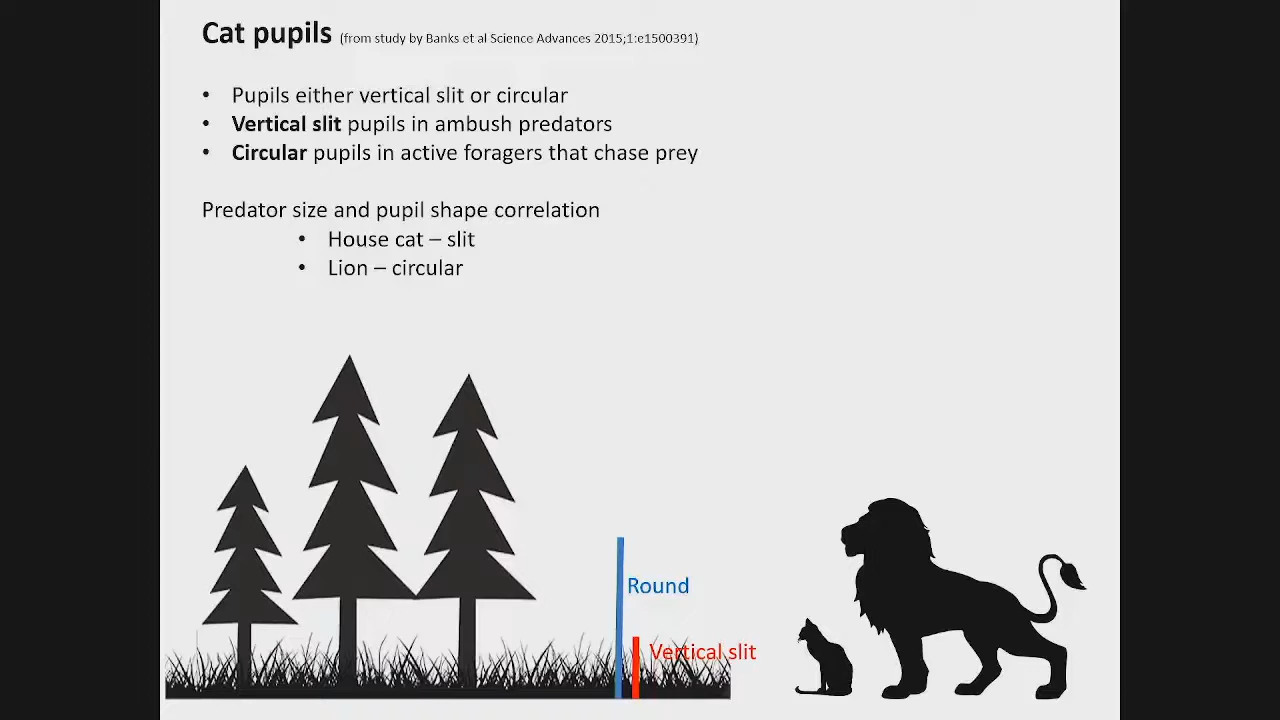 Cat pupils (from study by Banks et al Science Advances 2015;1:e1500391)
• Pupils either vertical slit or circular
• Vertical slit pupils in ambush predators
• Circular pupils in active foragers that chase prey
Predator size and pupil shape correlation
• House cat – slit
• Lion – circular
Round
Vertical slit